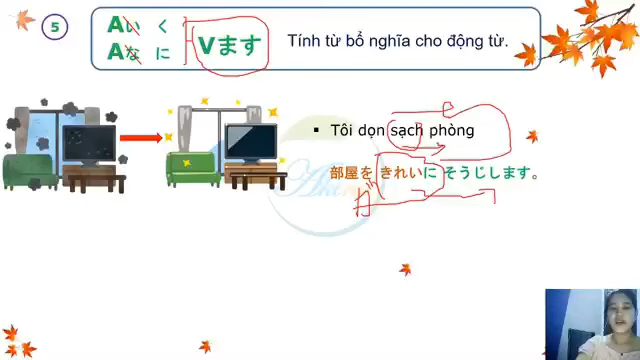 5
Aい く
Aな に
Vます
Tính từ bổ nghĩa cho động từ.
▪ Tôi dọn sạch phòng
部屋を きれいに そうじします。